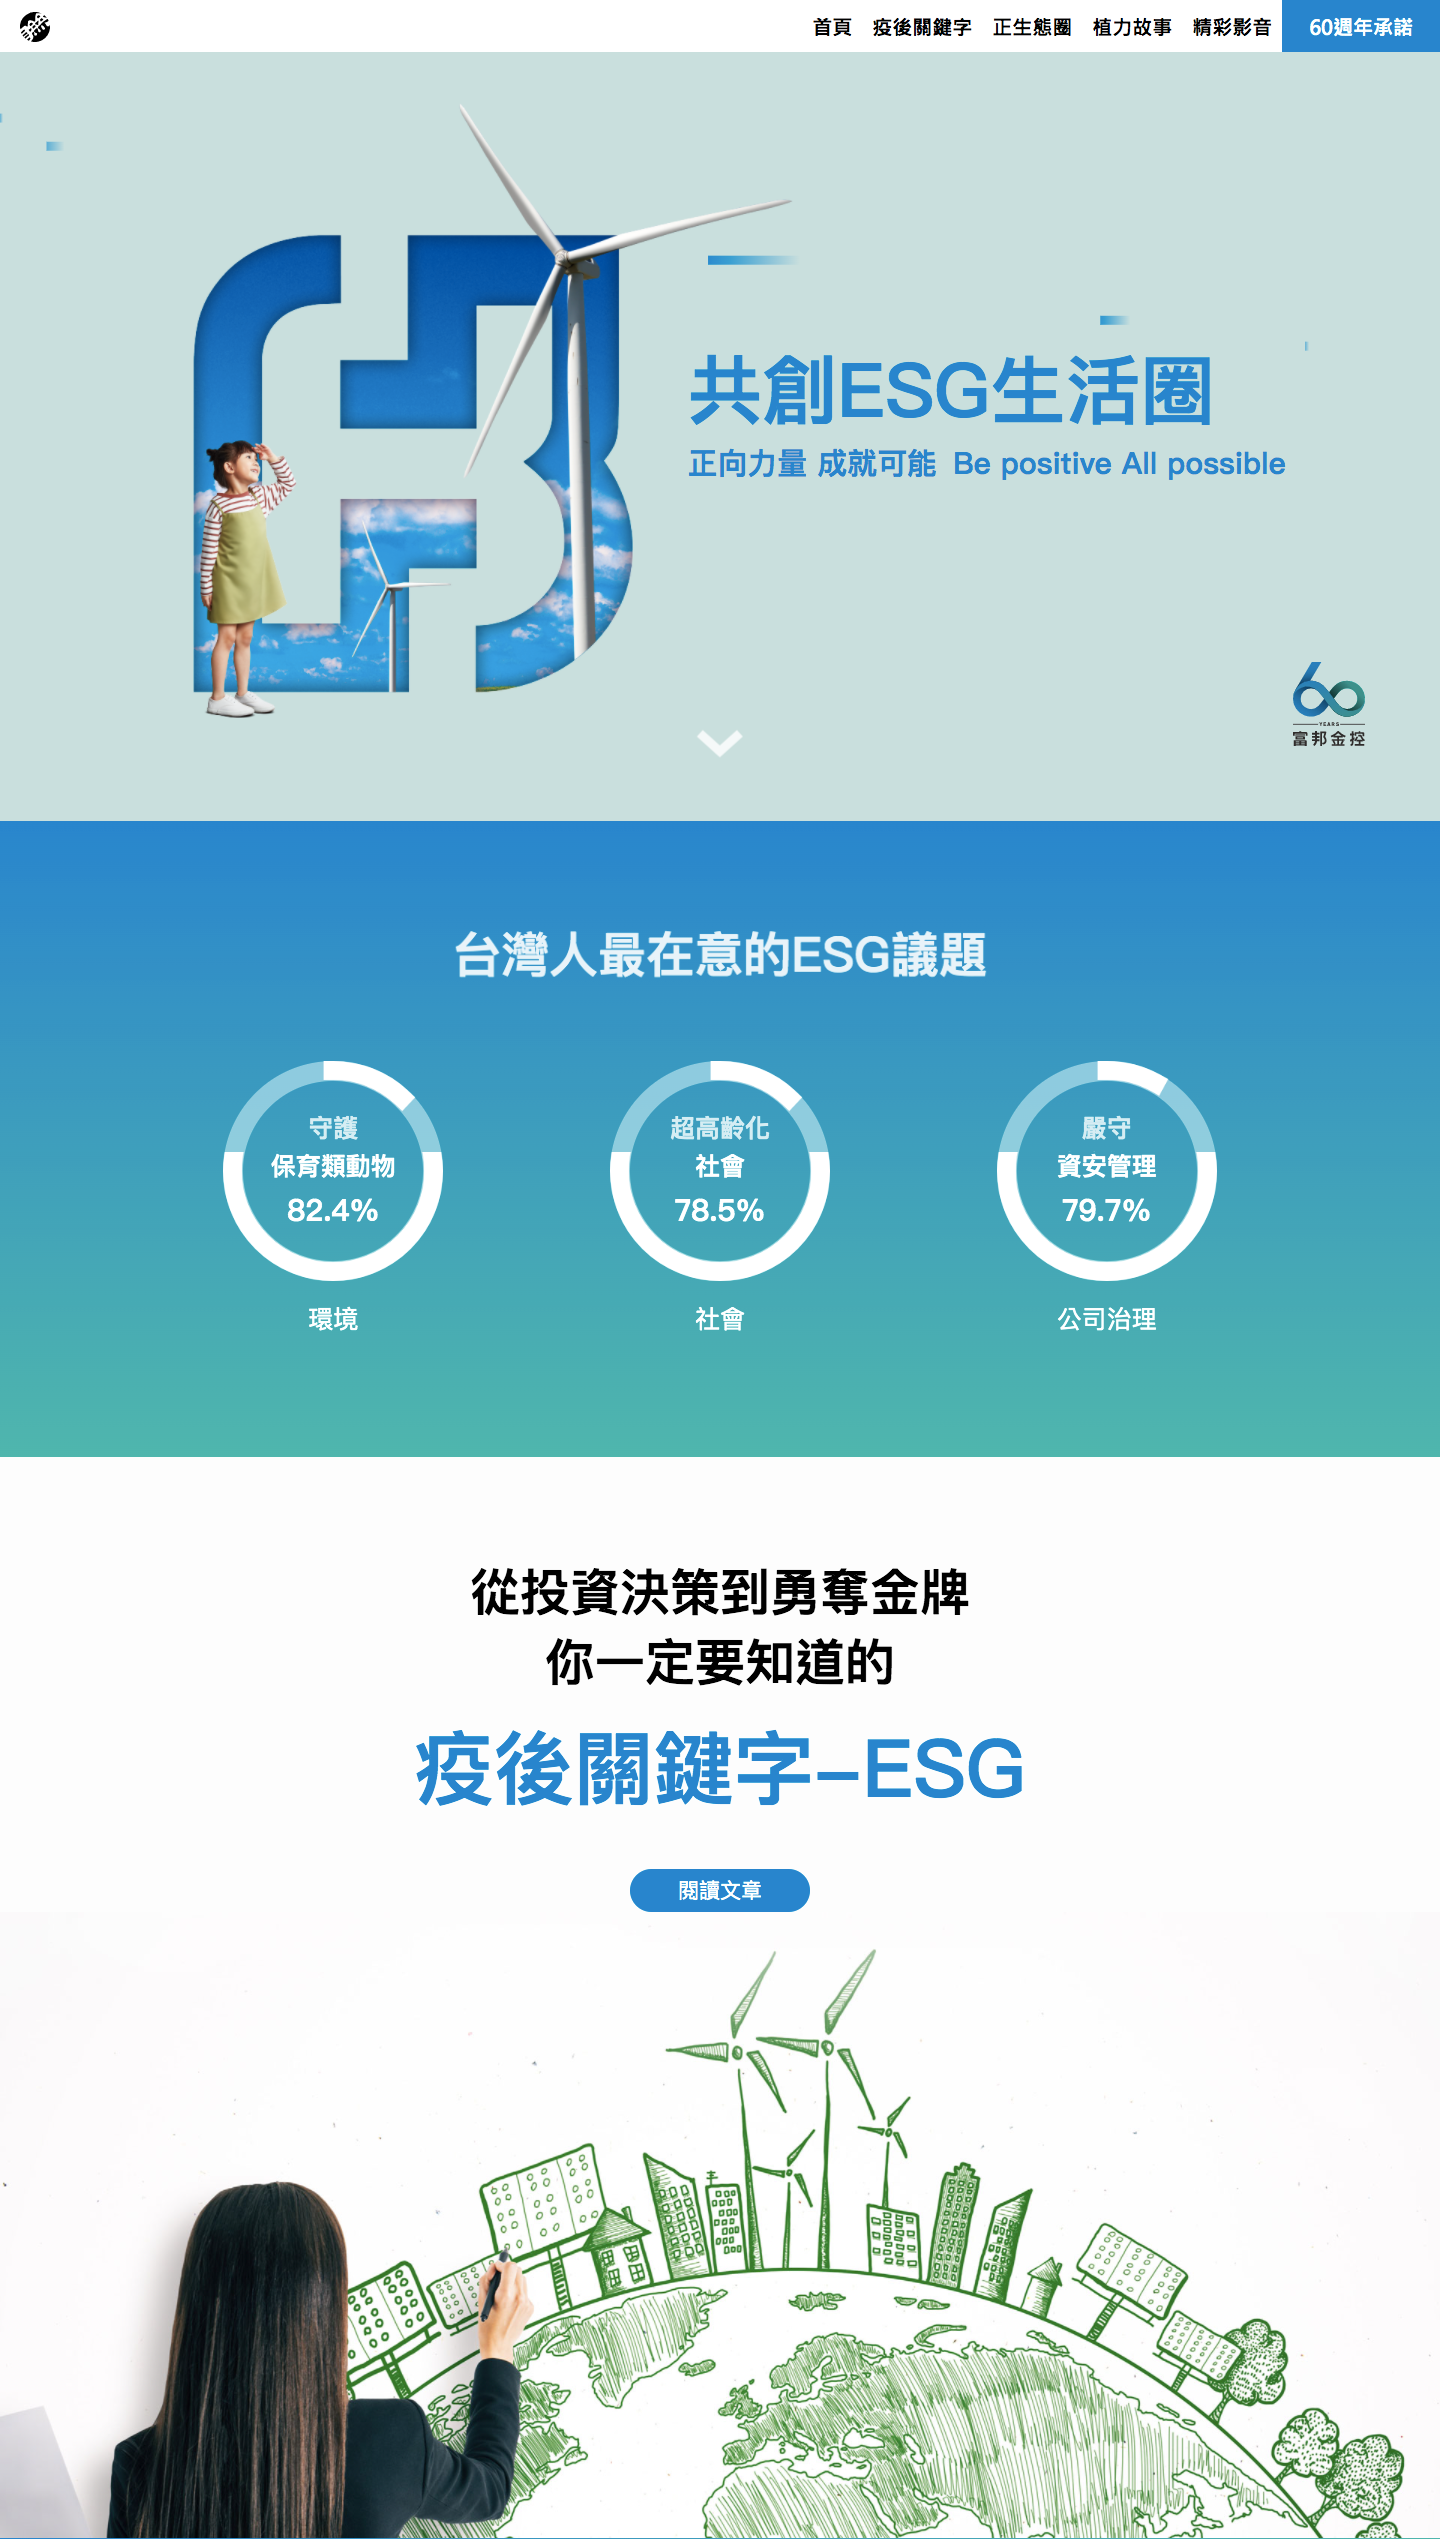 首頁 疫後關鍵字 正生態圈 植力故事 精彩影音 60週年承諾
共創ESG生活圈
正向力量 成就可能 Be positive All possible
60
YEARS
富邦金控
台灣人最在意的ESG議題
守護
保育類動物
82.4%
環境
超高齡化
社會
78.5%
社會
嚴守
資安管理
79.7%
公司治理
從投資決策到勇奪金牌
你一定要知道的
疫後關鍵字–ESG
閱讀文章